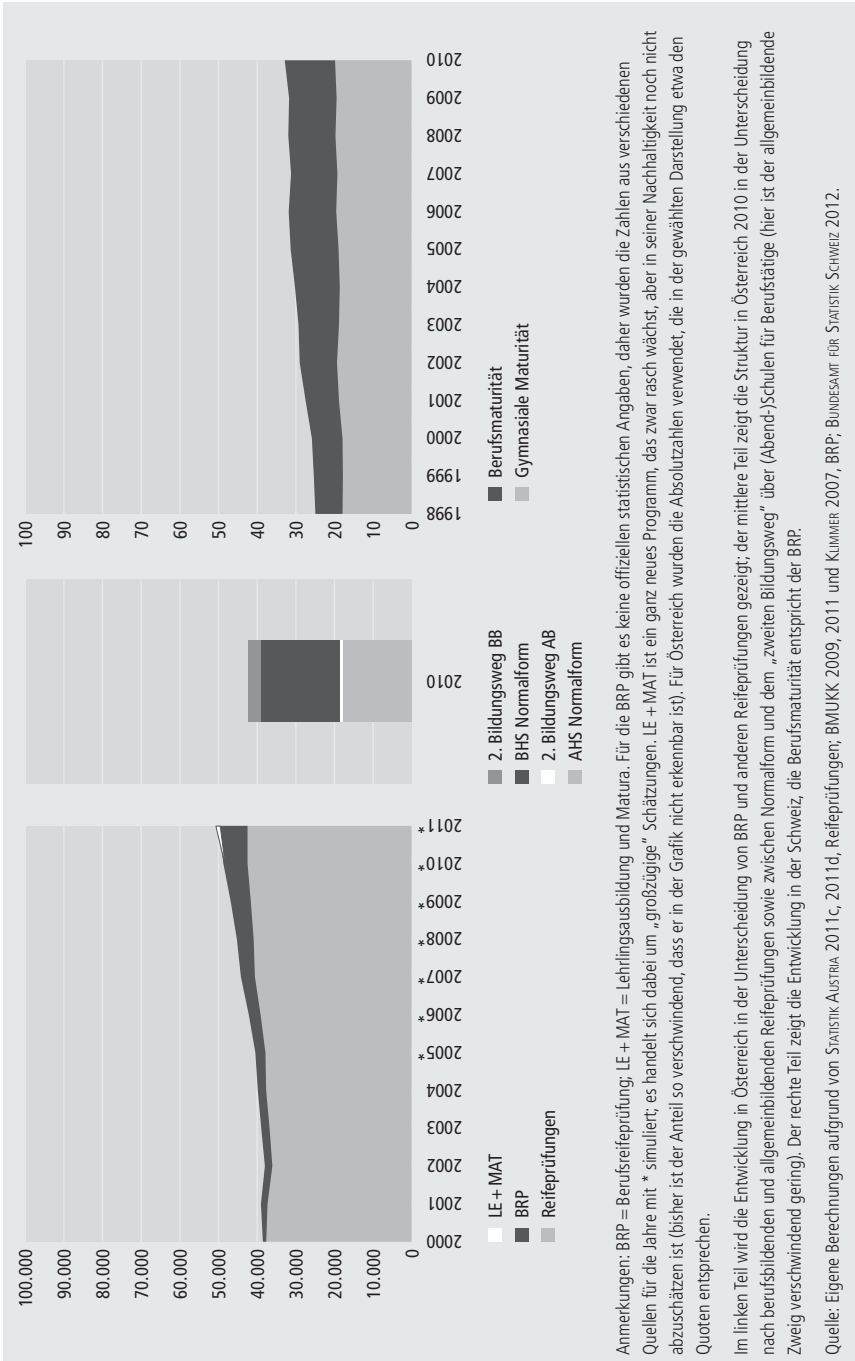 100.000
90.000
80.000
70.000
60.000
50.000
40.000
30.000
20.000
10.000
0
2000
2001
2002
2003
2004
2005*
2006*
2007*
2008*
2009*
2010*
2011*
LE + MAT
BRP
Reifeprüfungen
2010
2. Bildungsweg BB
BHS Normalform
2. Bildungsweg AB
AHS Normalform
100
90
80
70
60
50
40
30
20
10
0
1998
1999
2000
2001
2002
2003
2004
2005
2006
2007
2008
2009
2010
Berufsmaturität
Gymnasiale Maturität
Anmerkungen: BRP = Berufsreifeprüfung; LE + MAT = Lehrlingsausbildung und Matura. Für die BRP gibt es keine offiziellen statistischen Angaben, daher wurden die Zahlen aus verschiedenen
Quellen für die Jahre mit * simuliert; es handelt sich dabei um „großzügige“ Schätzungen. LE + MAT ist ein ganz neues Programm, das zwar rasch wächst, aber in seiner Nachhaltigkeit noch nicht
abzuschätzen ist (bisher ist der Anteil so verschwindend, dass er in der Grafik nicht erkennbar ist). Für Österreich wurden die Absolutzahlen verwendet, die in der gewählten Darstellung etwa den
Quoten entsprechen.
Im linken Teil wird die Entwicklung in Österreich in der Unterscheidung von BRP und anderen Reifeprüfungen gezeigt; der mittlere Teil zeigt die Struktur in Österreich 2010 in der Unterscheidung
nach berufsbildenden und allgemeinbildenden Reifeprüfungen sowie zwischen Normalform und dem „zweiten Bildungsweg“ über (Abend-)Schulen für Berufstätige (hier ist der allgemeinbildende
Zweig verschwindend gering). Der rechte Teil zeigt die Entwicklung in der Schweiz, die Berufsmaturität entspricht der BRP.
Quelle: Eigene Berechnungen aufgrund von STATISTIK AUSTRIA 2011c, 2011d, Reifeprüfungen; BMUKK 2009, 2011 und KLIMMER 2007, BRP; BUNDESAMT FÜR STATISTIK SCHWEIZ 2012.